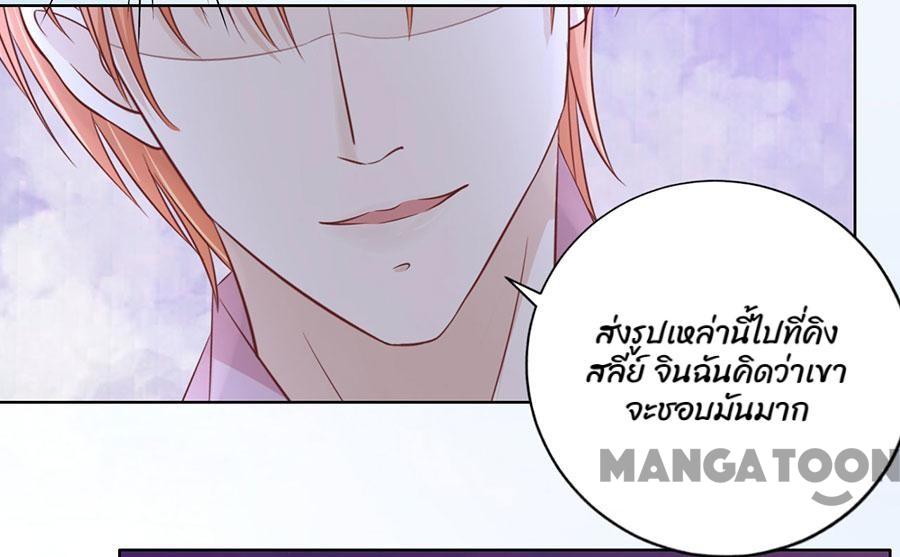 ส่งรูปเหล่านี้ไปที่คิง
สลีย์ จินฉันคิดว่าเขา
จะชอบมันมาก
MANGATOON